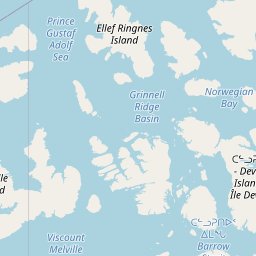 Prince
Gustaf
Adolf
Sea
Ellef Ringnes
Island
Grinnell
Ridge
Basin
Norwegian
Bay
- Dev
Islan
Île De
Viscount
Melville
ᐃᒪᖓ
Barrow